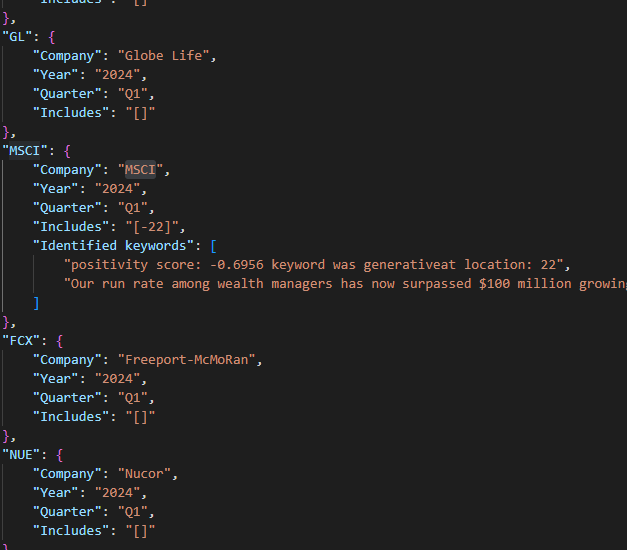 "Includes": "[]"
},
"GL": {
"Company": "Globe Life",
"Year": "2024",
"Quarter": "Q1",
"Includes": "[]"
},
"MSCI": {
"Company": "MSCI",
"Year": "2024",
"Quarter": "Q1",
"Includes": "[-22]",
"Identified keywords": [
"positivity score: -0.6956 keyword was generativeat location: 22",
"Our run rate among wealth managers has now surpassed $100 million growing
]
},
"FCX": {
"Company": "Freeport-McMoRan",
"Year": "2024",
"Quarter": "Q1",
"Includes": "[]"
},
"NUE": {
"Company": "Nucor",
"Year": "2024",
"Quarter": "Q1",
"Includes": "[]"
}